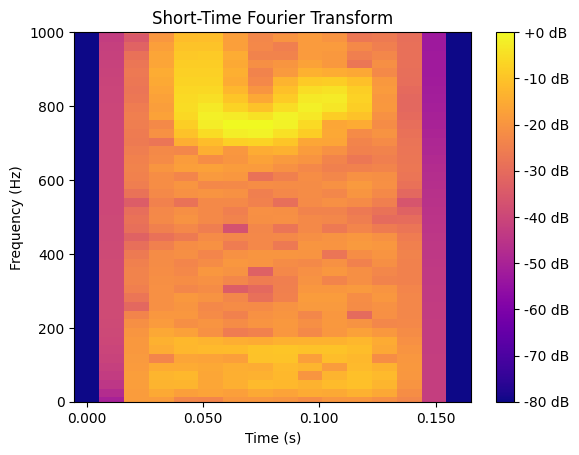 Short-Time Fourier Transform
1000
800
600
400
200
0
Frequency (Hz)
0.000
0.050
0.100
0.150
Time (s)
+0 dB
-10 dB
-20 dB
-30 dB
-40 dB
-50 dB
-60 dB
-70 dB
-80 dB